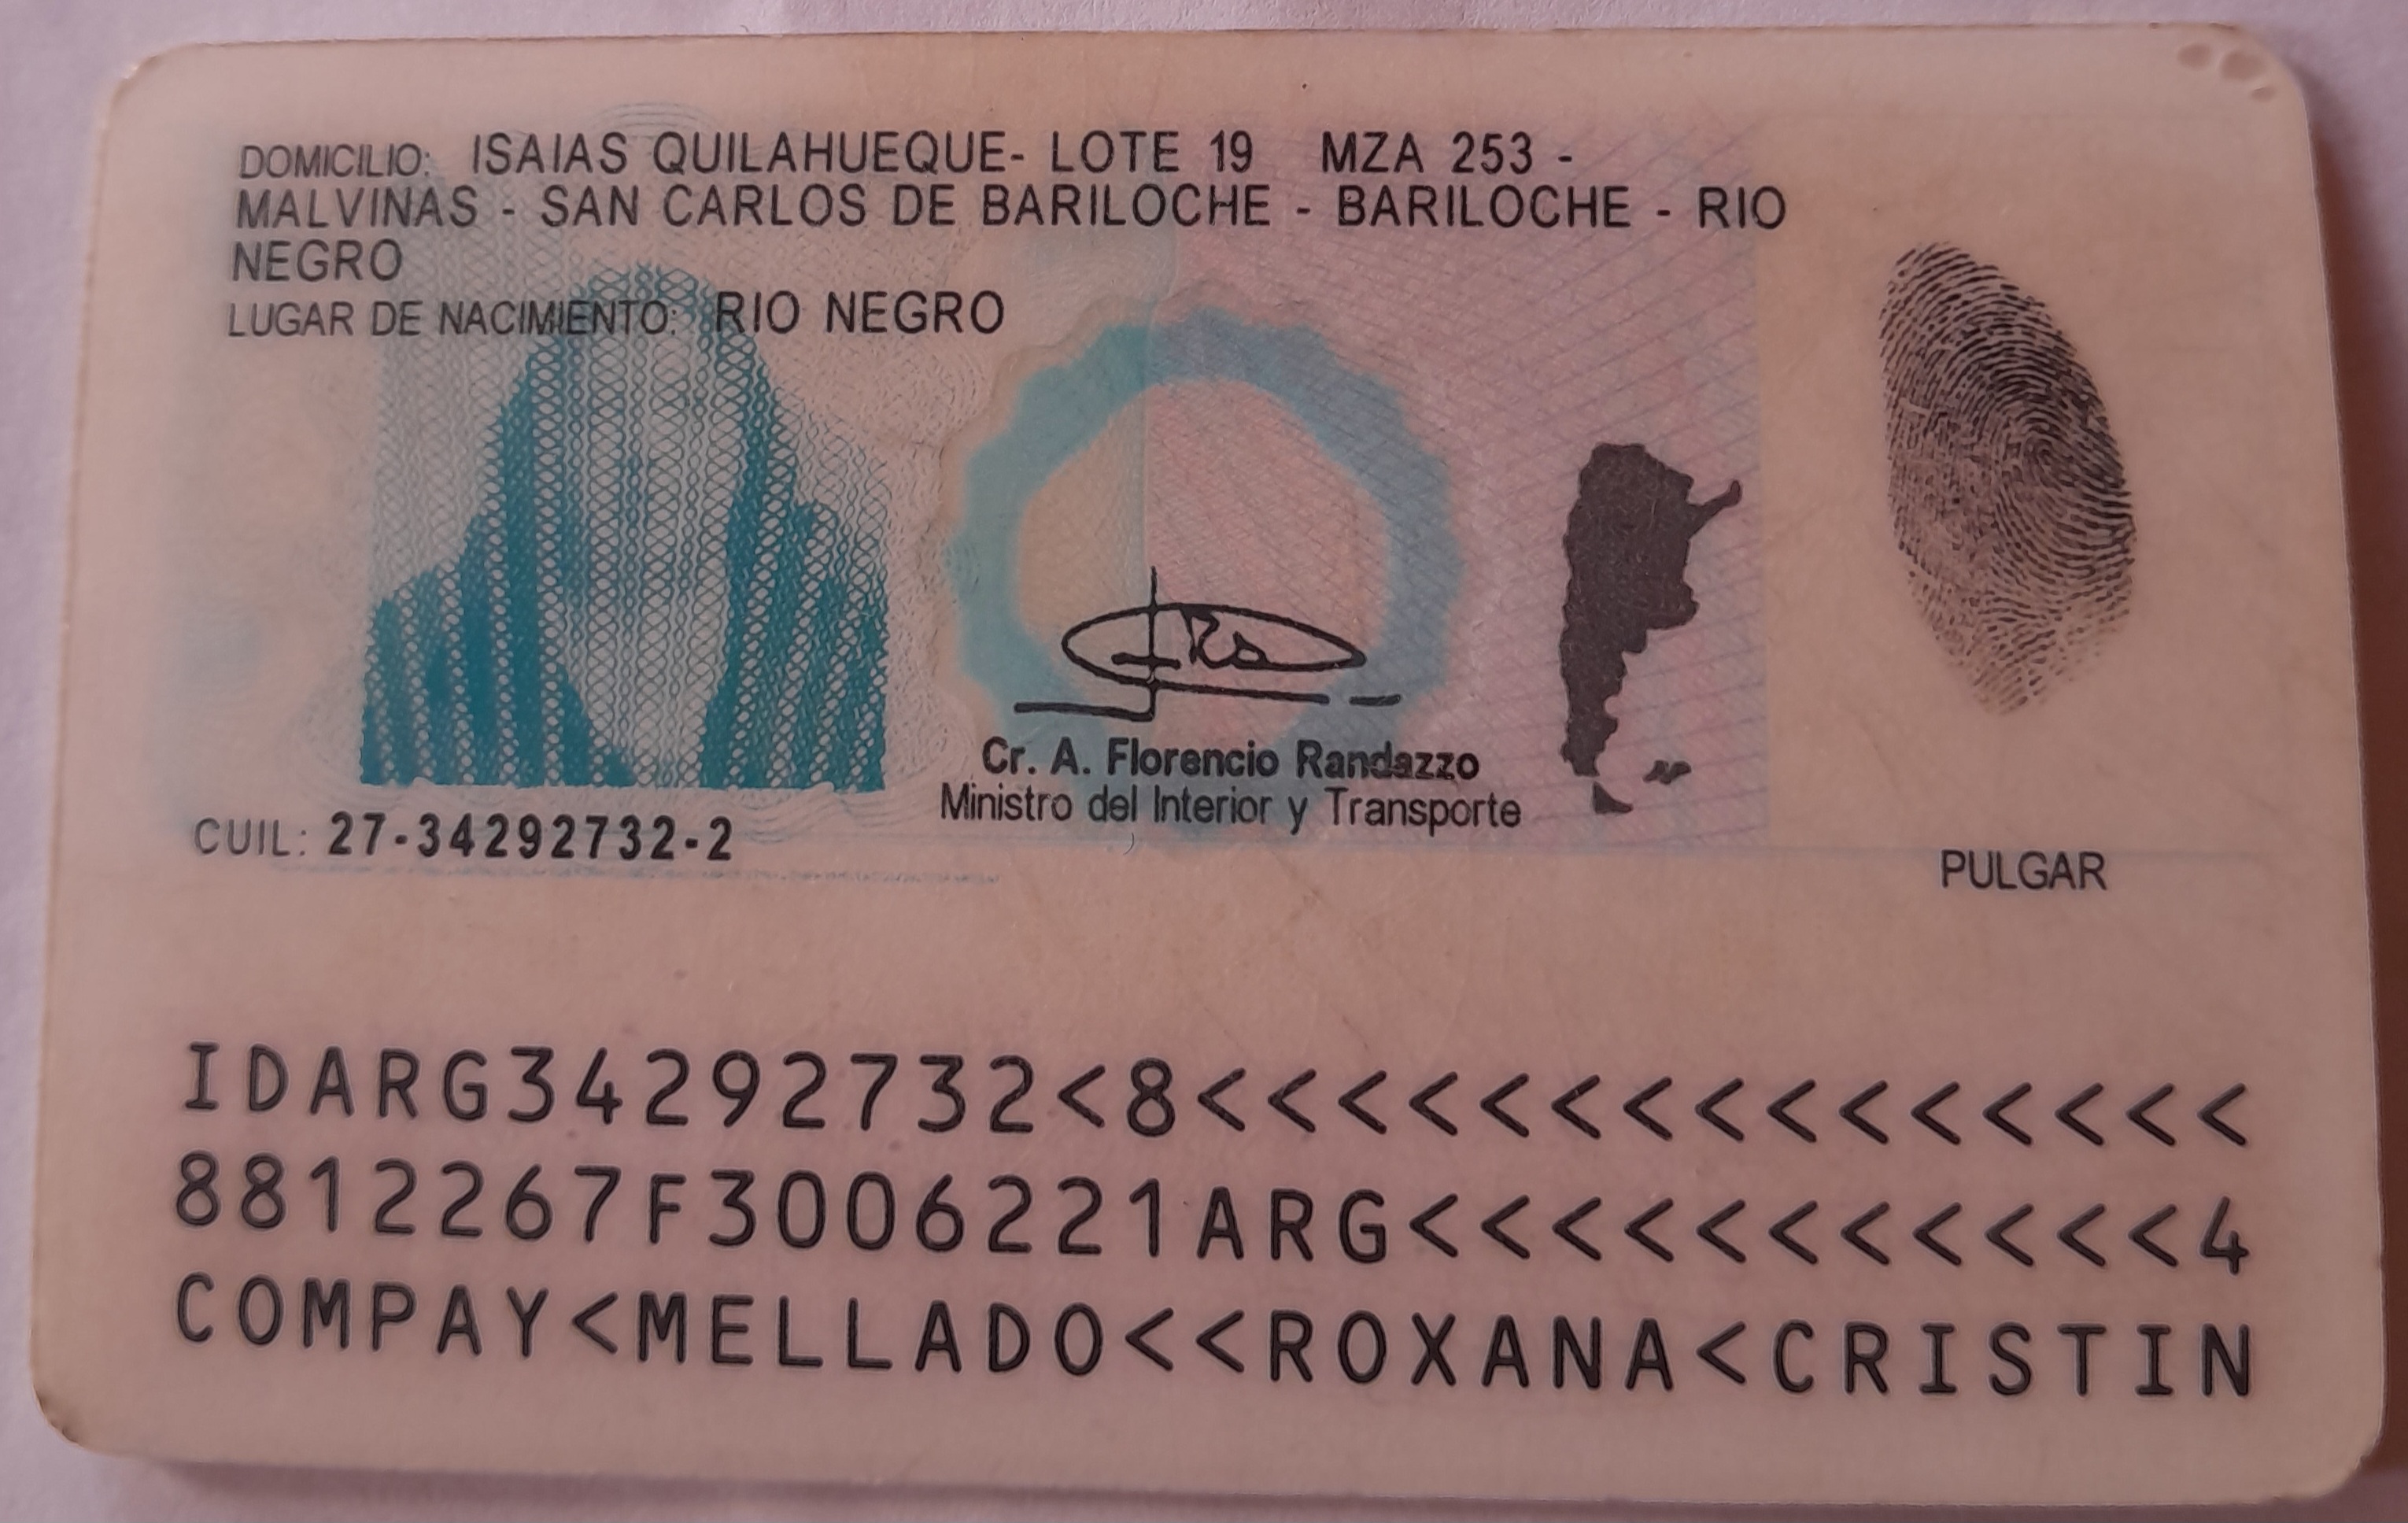 DOMICILIO: ISAIAS QUILAHUEQUE- LOTE 19 MZA 253 -
MALVINAS - SAN CARLOS DE BARILOCHE - BARILOCHE - RIO
NEGRO
LUGAR DE NACIMIENTO: RIO NEGRO
Cr. A. Florencio Randazzo
Ministro del Interior y Transporte
CUIL: 27-34292732-2
PULGAR
IDARG34292732<8<<<<<<<<<<<<<<<
8812267F3006221ARG<<<<<<<<<<<4
COMPAY<MELLADO<<ROXANA<CRISTIN